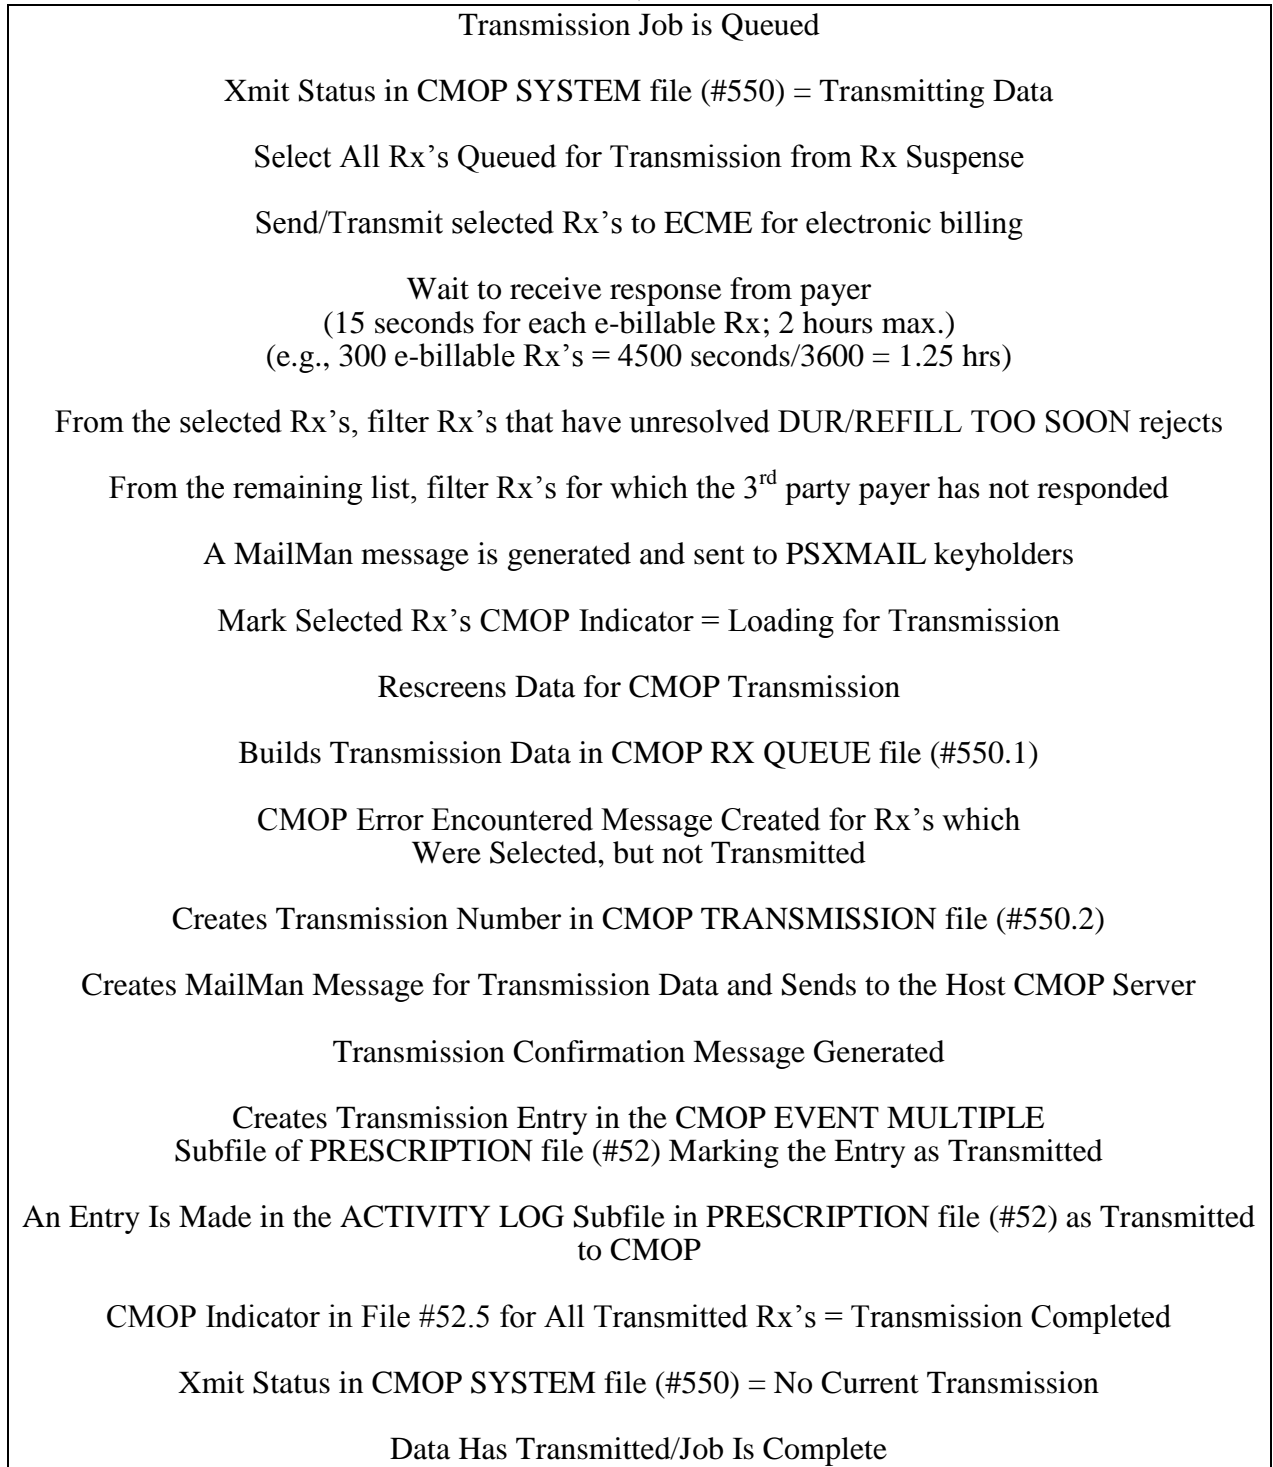 Transmission Job is Queued
Xmit Status in CMOP SYSTEM file (#550) = Transmitting Data
Select All Rx’s Queued for Transmission from Rx Suspense
Send/Transmit selected Rx’s to ECME for electronic billing
Wait to receive response from payer
(15 seconds for each e-billable Rx; 2 hours max.)
(e.g., 300 e-billable Rx’s = 4500 seconds/3600 = 1.25 hrs)
From the selected Rx’s, filter Rx’s that have unresolved DUR/REFILL TOO SOON rejects
From the remaining list, filter Rx’s for which the 3rd party payer has not responded
A MailMan message is generated and sent to PSXMAIL keyholders
Mark Selected Rx’s CMOP Indicator = Loading for Transmission
Rescreens Data for CMOP Transmission
Builds Transmission Data in CMOP RX QUEUE file (#550.1)
CMOP Error Encountered Message Created for Rx’s which
Were Selected, but not Transmitted
Creates Transmission Number in CMOP TRANSMISSION file (#550.2)
Creates MailMan Message for Transmission Data and Sends to the Host CMOP Server
Transmission Confirmation Message Generated
Creates Transmission Entry in the CMOP EVENT MULTIPLE
Subfile of PRESCRIPTION file (#52) Marking the Entry as Transmitted
An Entry Is Made in the ACTIVITY LOG Subfile in PRESCRIPTION file (#52) as Transmitted
to CMOP
CMOP Indicator in File #52.5 for All Transmitted Rx’s = Transmission Completed
Xmit Status in CMOP SYSTEM file (#550) = No Current Transmission
Data Has Transmitted/Job Is Complete